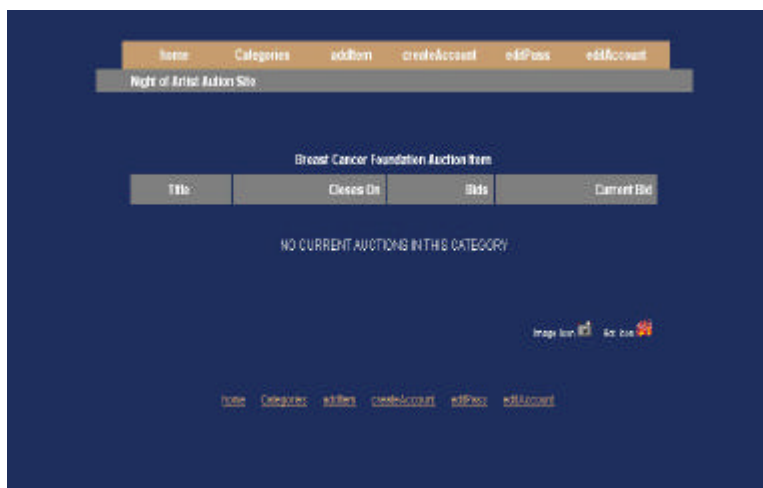 home Categories addItem createAccount editPass editAccount
Night of Artist Aution Site
Breast Cancer Foundation Auction Item
Title Closes On Bids Current Bid
NO CURRENT AUCTIONS IN THIS CATEGORY
Image Icon Hot Icon
home Categories addItem createAccount editPass editAccount